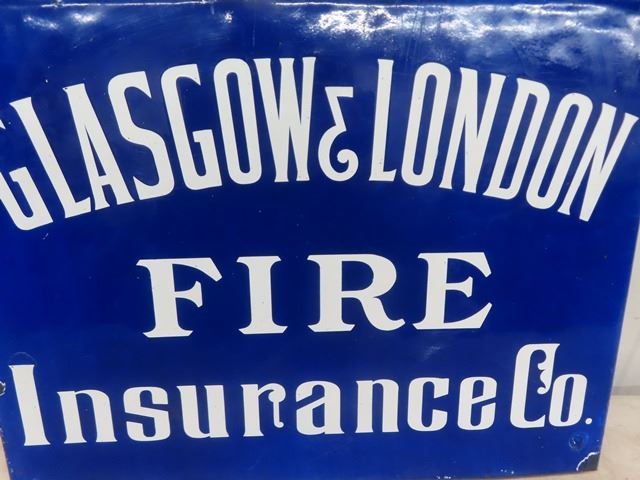 GLASGOW & LONDON
FIRE
Insurance Co.